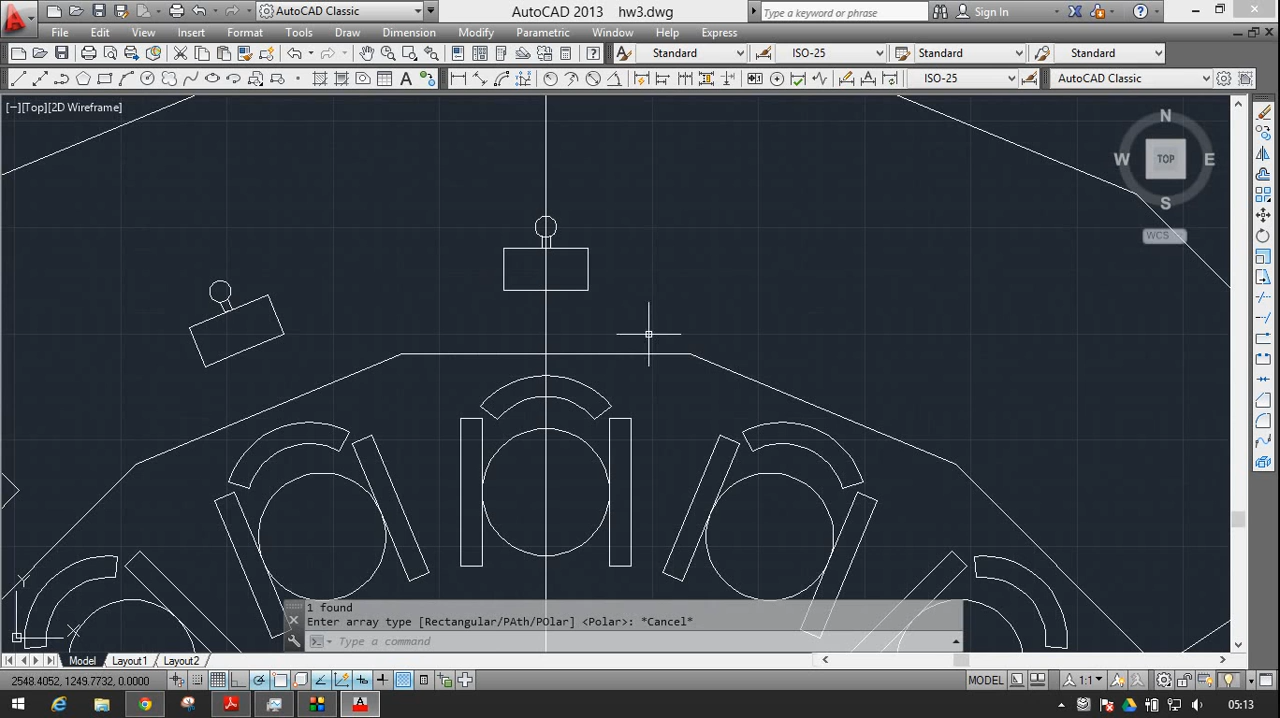 AutoCAD Classic
AutoCAD 2013 hw3.dwg
Type a keyword or phrase
Sign In
File Edit View Insert Format Tools Draw Dimension Modify Parametric Window Help Express
Standard ISO-25 Standard Standard
A ISO-25 AutoCAD Classic
[−][Top][2D Wireframe]
N
W TOP E
S
WCS
1 found
Enter array type [Rectangular/PAth/POlar] <Polar>: *Cancel*
Type a command
Y
X
Model Layout1 Layout2
2548.4052, 1249.7732, 0.0000 MODEL 1:1
05:13